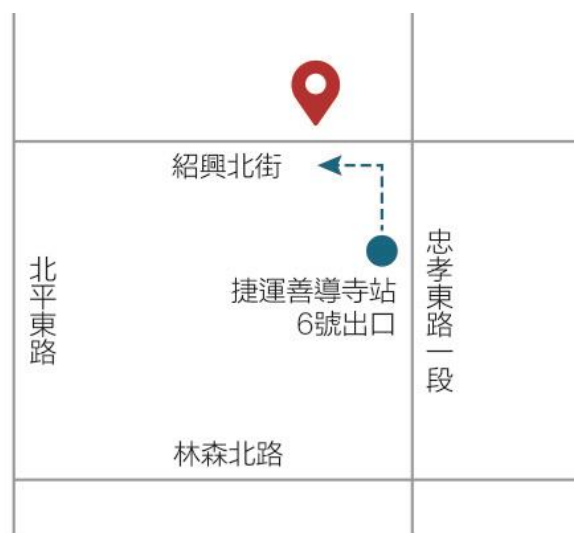 紹興北街
忠孝東路一段
北平東路
捷運善導寺站
6號出口
林森北路